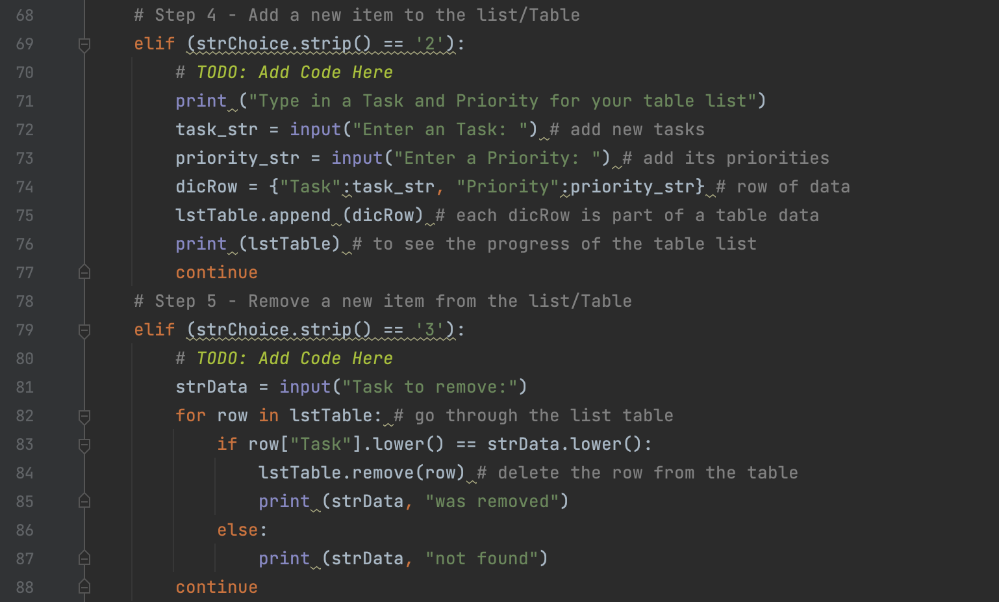 68 # Step 4 - Add a new item to the list/Table
69 elif (strChoice.strip() == '2'):
70 # TODO: Add Code Here
71 print ("Type in a Task and Priority for your table list")
72 task_str = input("Enter an Task: ") # add new tasks
73 priority_str = input("Enter a Priority: ") # add its priorities
74 dicRow = {"Task":task_str, "Priority":priority_str} # row of data
75 lstTable.append (dicRow) # each dicRow is part of a table data
76 print (lstTable) # to see the progress of the table list
77 continue
78 # Step 5 - Remove a new item from the list/Table
79 elif (strChoice.strip() == '3'):
80 # TODO: Add Code Here
81 strData = input("Task to remove:")
82 for row in lstTable: # go through the list table
83 if row["Task"].lower() == strData.lower():
84 lstTable.remove(row) # delete the row from the table
85 print (strData, "was removed")
86 else:
87 print (strData, "not found")
88 continue